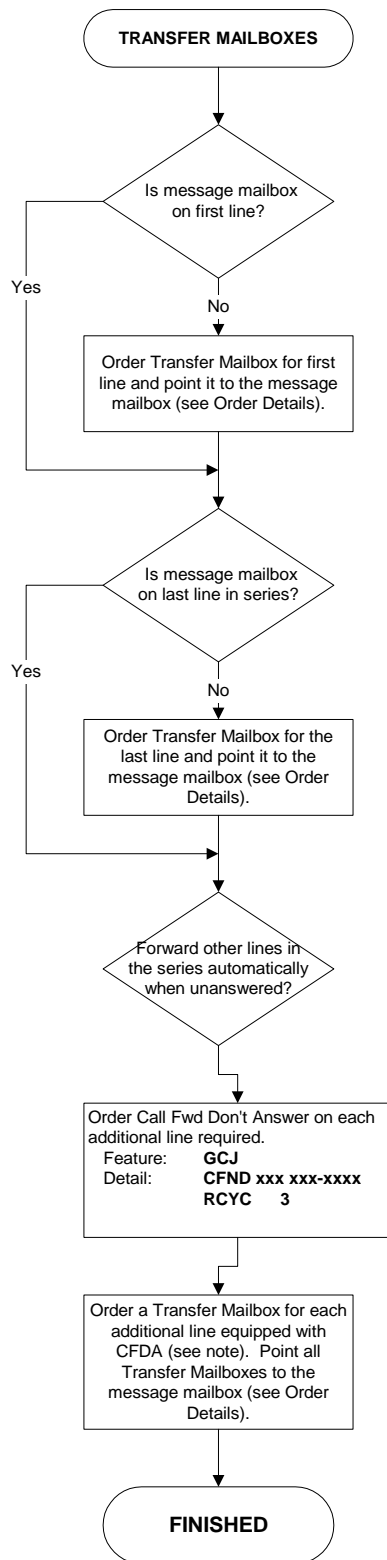 TRANSFER MAILBOXES
Is message mailbox
on first line?
Yes
No
Order Transfer Mailbox for first
line and point it to the message
mailbox (see Order Details).
Is message mailbox
on last line in series?
Yes
No
Order Transfer Mailbox for the
last line and point it to the
message mailbox (see Order
Details).
Forward other lines in
the series automatically
when unanswered?
Order Call Fwd Don't Answer on each
additional line required.
Feature: GCJ
Detail: CFND xxx xxx-xxxx
RCYC 3
Order a Transfer Mailbox for each
additional line equipped with
CFDA (see note). Point all
Transfer Mailboxes to the
message mailbox (see Order
Details).
FINISHED